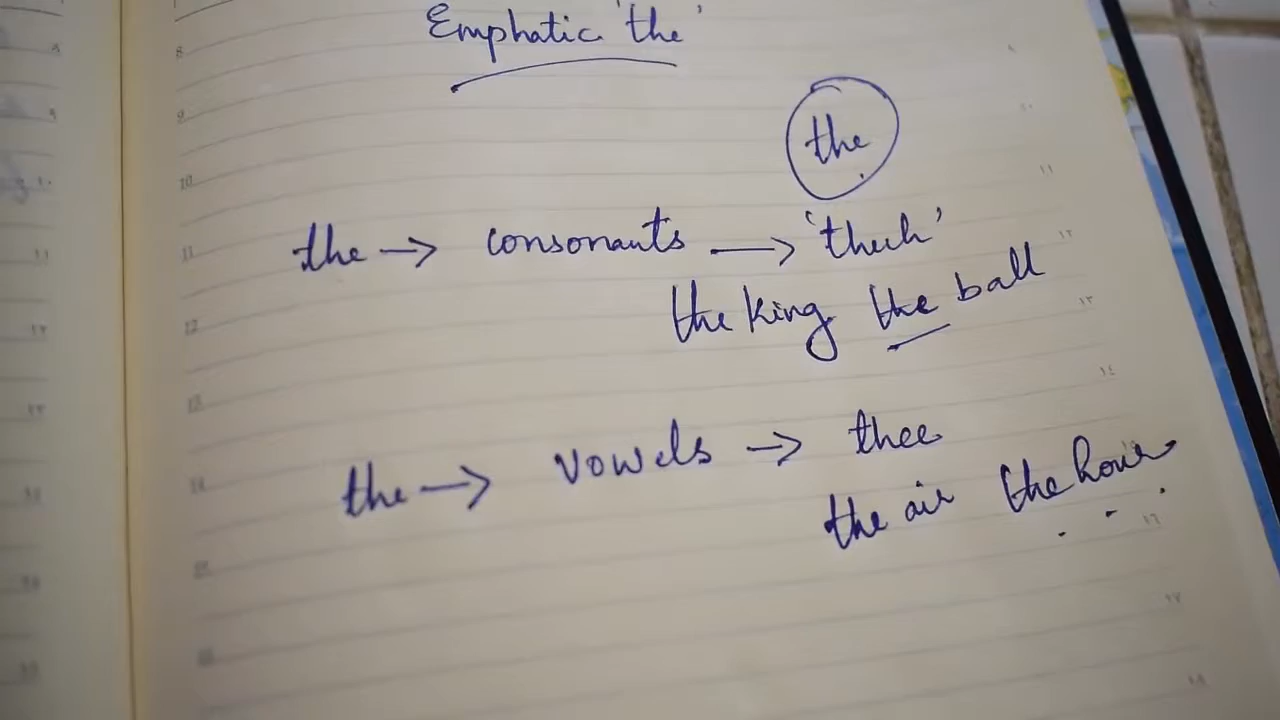 Emphatic 'the'
the
the → consonants → 'thuh'
the king the ball
the → vowels → thee
the air the hour